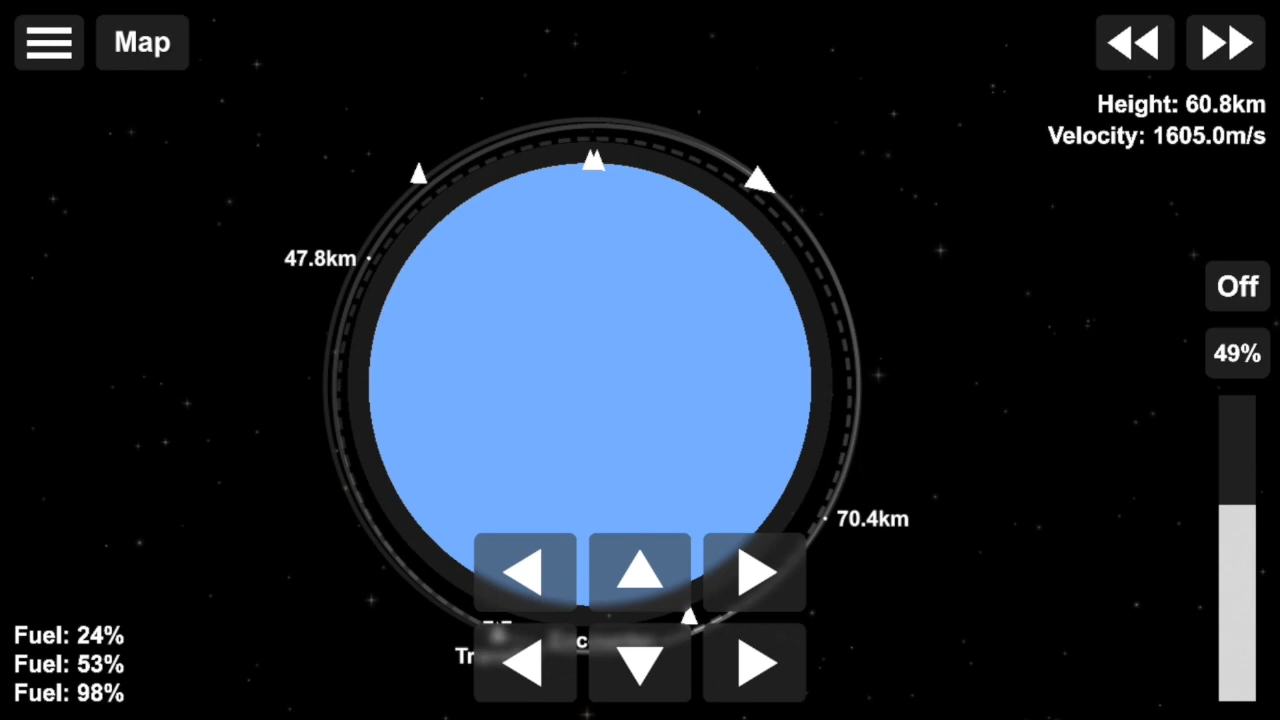 Map
Height: 60.8km
Velocity: 1605.0m/s
47.8km
Off
49%
70.4km
Fuel: 24%
Fuel: 53%
Fuel: 98%